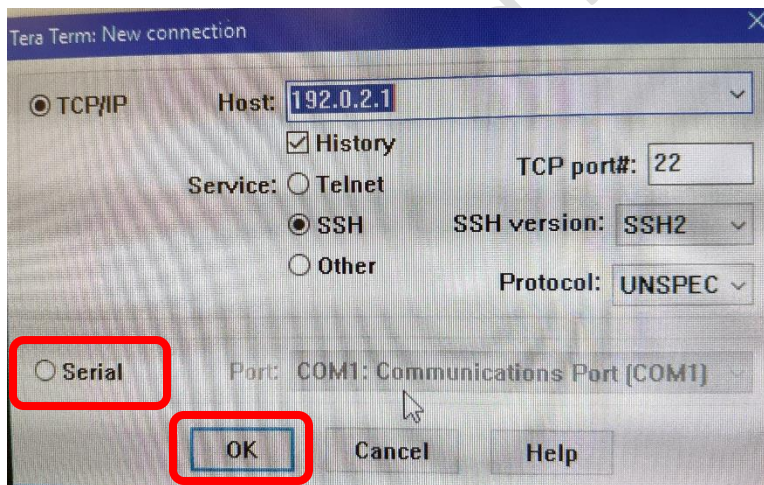 Tera Term: New connection
TCP/IP Host: 192.0.2.1
History
Service: Telnet TCP port#: 22
SSH SSH version: SSH2
Other Protocol: UNSPEC
Serial Port: COM1: Communications Port (COM1)
OK Cancel Help